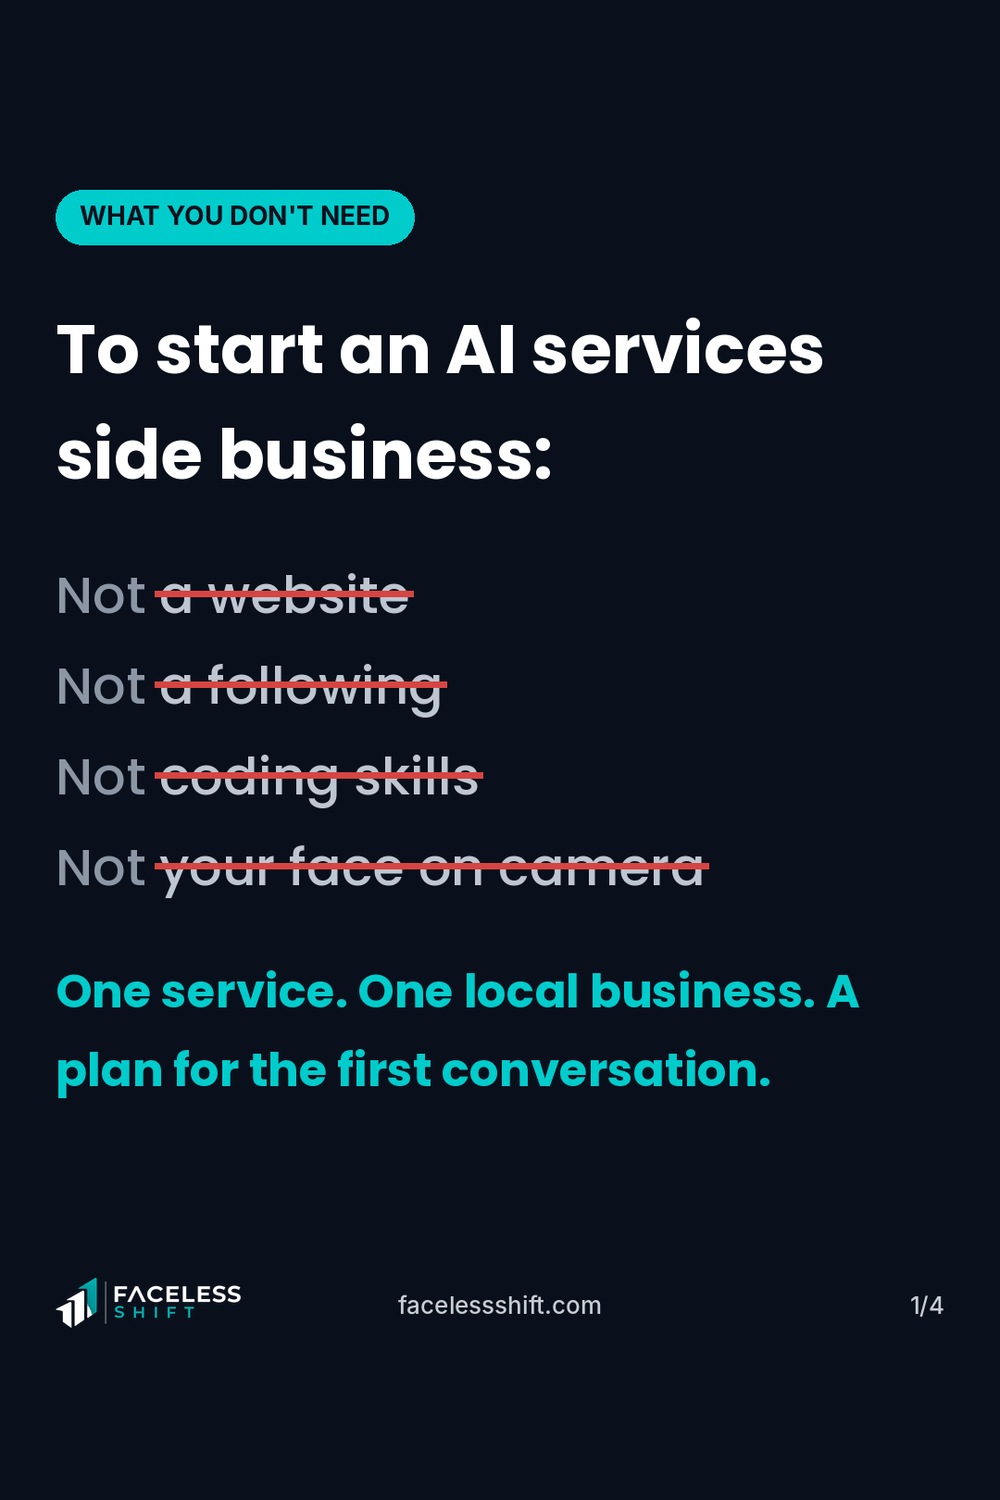 WHAT YOU DON'T NEED
To start an AI services
side business:
Not a website
Not a following
Not coding skills
Not your face on camera
One service. One local business. A
plan for the first conversation.
FACELESS
SHIFT
facelessshift.com
1/4